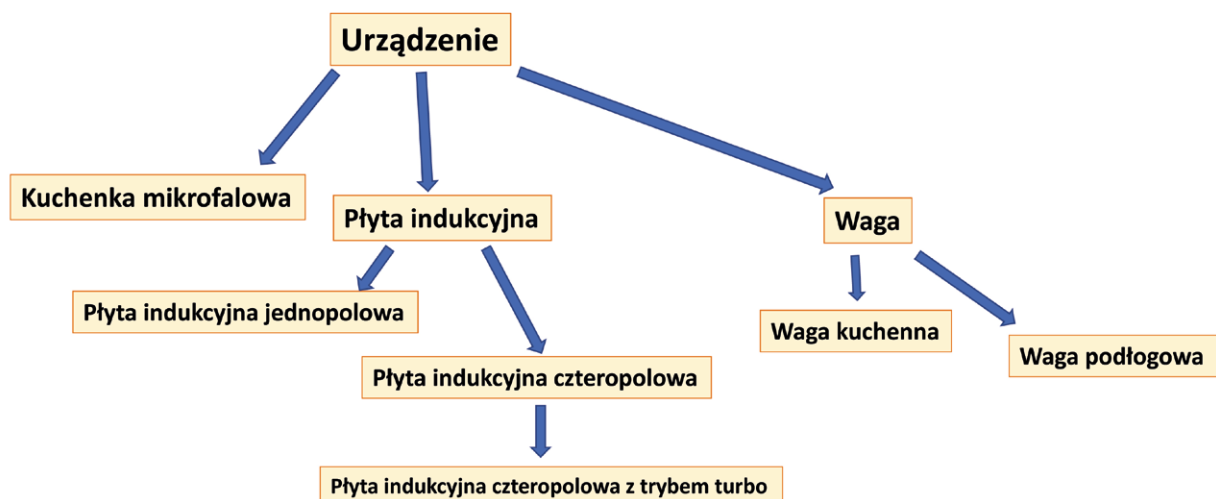 Urządzenie
Kuchenka mikrofalowa
Płyta indukcyjna
Waga
Płyta indukcyjna jednopolowa
Waga kuchenna
Waga podłogowa
Płyta indukcyjna czteropolowa
Płyta indukcyjna czteropolowa z trybem turbo